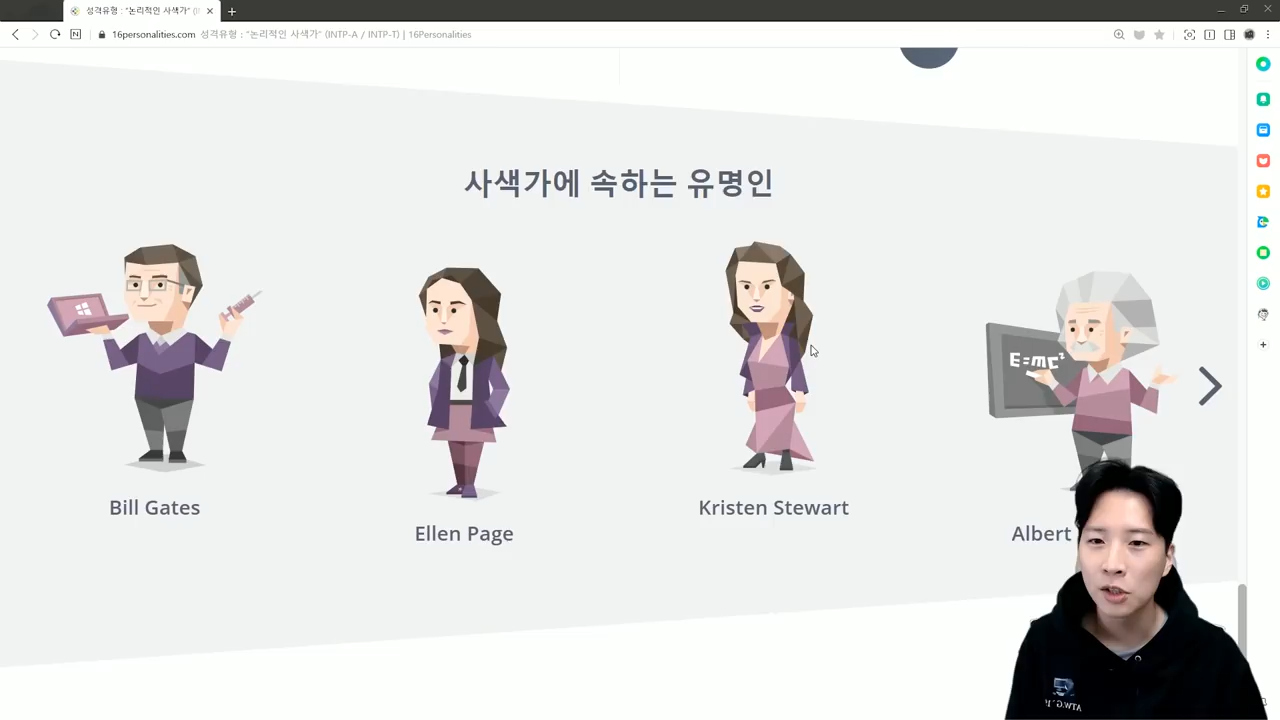 성격유형 : "논리적인 사색가" (I
16personalities.com 성격유형 : "논리적인 사색가" (INTP-A / INTP-T) | 16Personalities
사색가에 속하는 유명인
E=mc²
Bill Gates
Ellen Page
Kristen Stewart
Albert